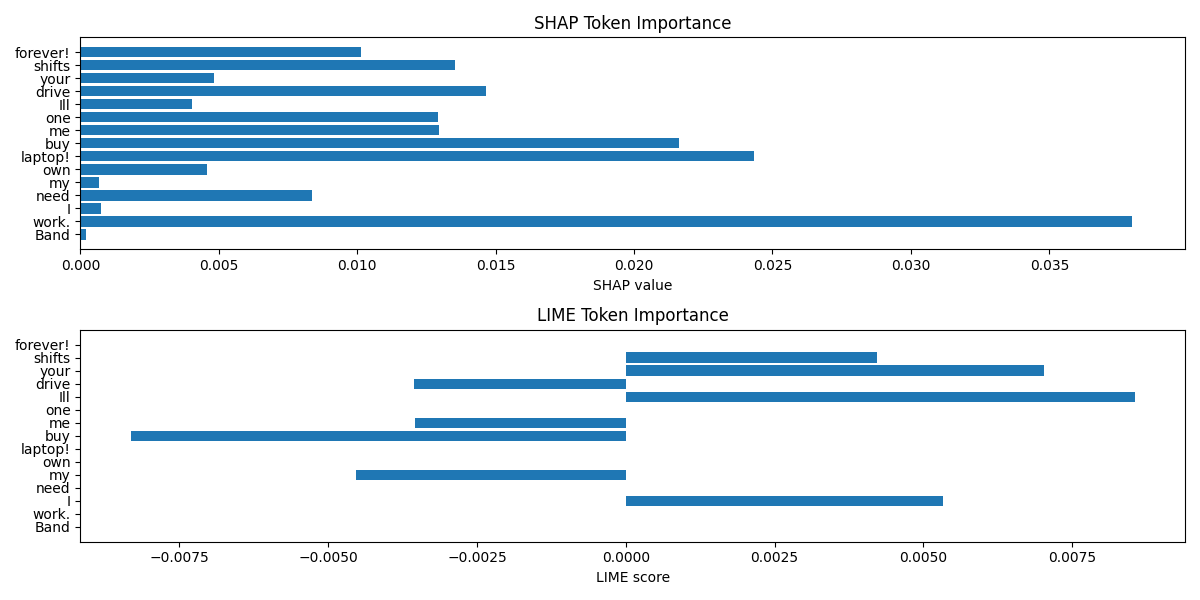 SHAP Token Importance
forever!
shifts
your
drive
Ill
one
me
buy
laptop!
own
my
need
I
work.
Band
0.000 0.005 0.010 0.015 0.020 0.025 0.030 0.035
SHAP value
LIME Token Importance
forever!
shifts
your
drive
Ill
one
me
buy
laptop!
own
my
need
I
work.
Band
−0.0075 −0.0050 −0.0025 0.0000 0.0025 0.0050 0.0075
LIME score